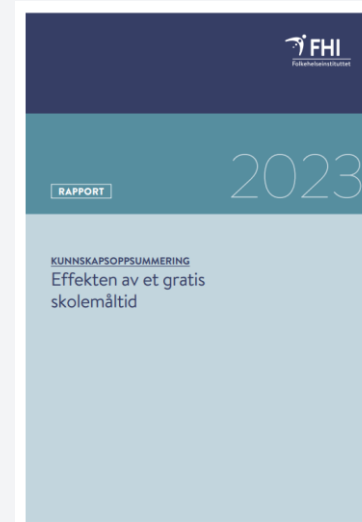 FHI
Folkehelseinstituttet
2023
RAPPORT
KUNNSKAPSOPPSUMMERING
Effekten av et gratis
skolemåltid